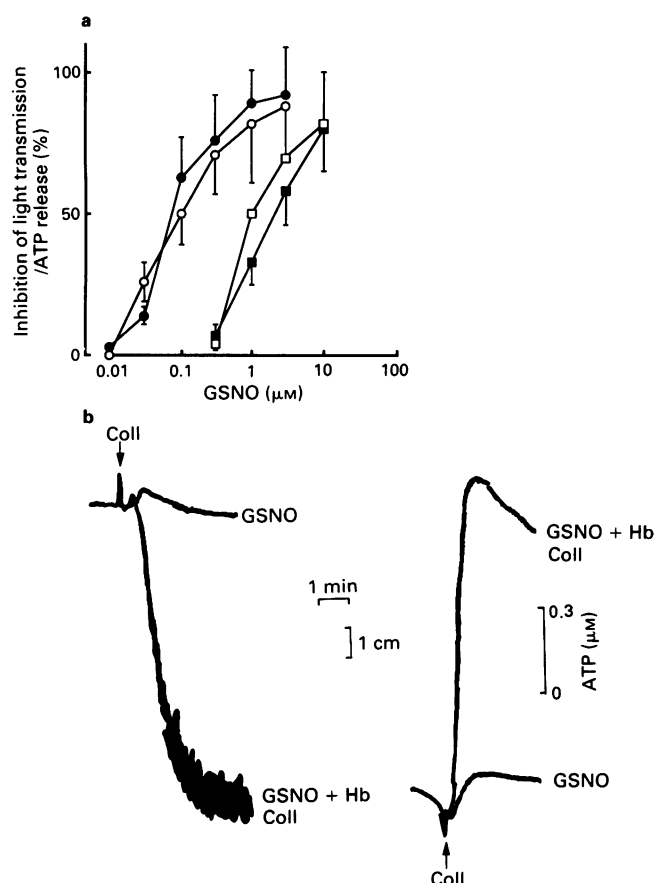 a
Inhibition of light transmission
/ATP release (%)
100
50
0
0.01 0.1 1 10 100
GSNO (µM)
b
Coll
GSNO
1 min
1 cm
GSNO + Hb
Coll
GSNO + Hb
Coll
0.3
0
ATP (µM)
GSNO
Coll